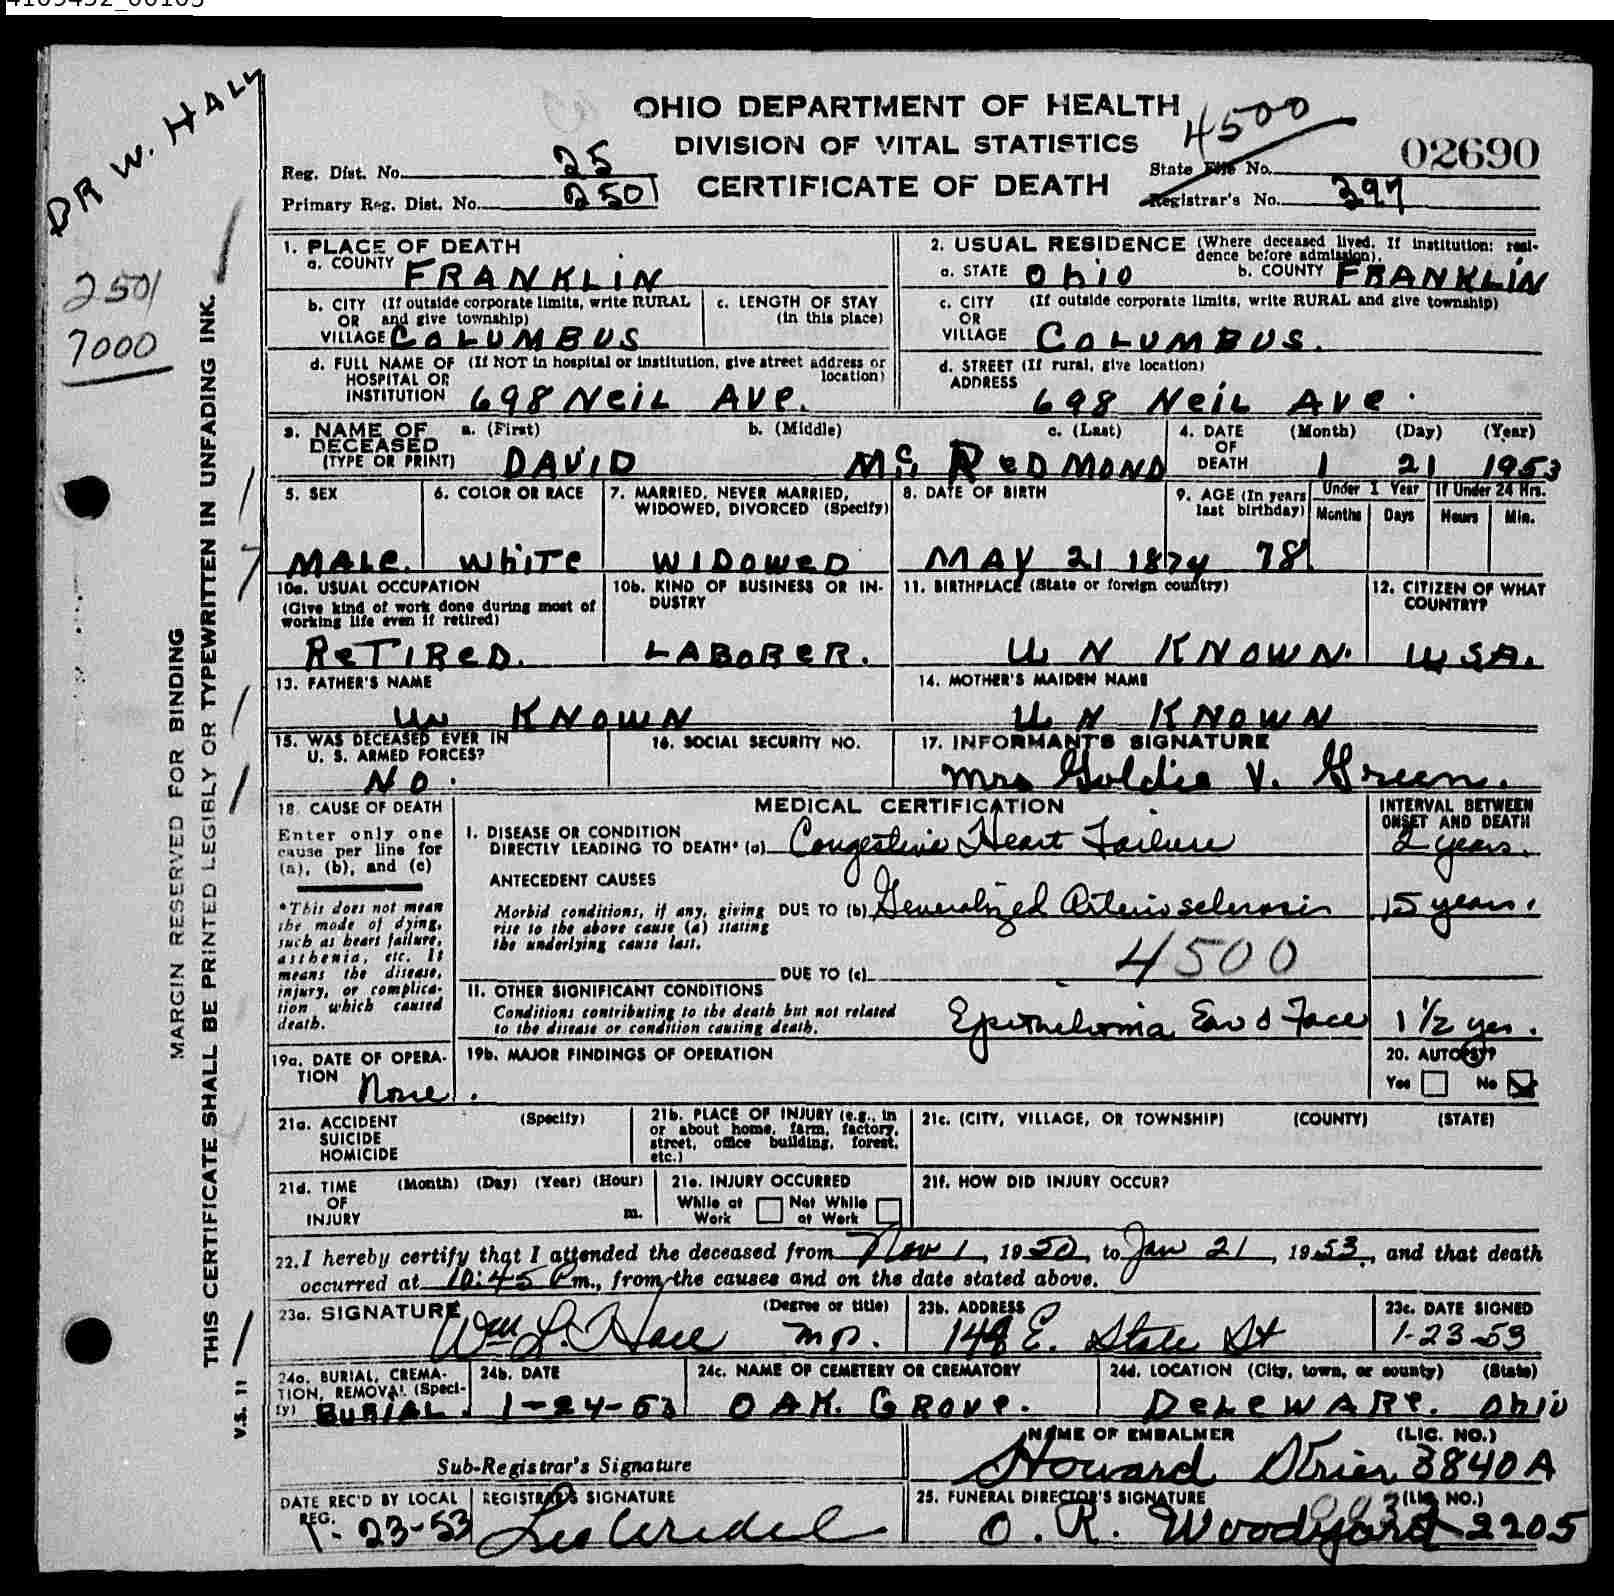 4109452_00103
DR W. HALL
2501
7000
MARGIN RESERVED FOR BINDING
THIS CERTIFICATE SHALL BE PRINTED LEGIBLY OR TYPEWRITTEN IN UNFADING INK.
V.S. 11
OHIO DEPARTMENT OF HEALTH
DIVISION OF VITAL STATISTICS
CERTIFICATE OF DEATH
4500
02690
Reg. Dist. No. 25
Primary Reg. Dist. No. 2501
State File No.
Registrar's No. 397
1. PLACE OF DEATH
a. COUNTY FRANKLIN
b. CITY (If outside corporate limits, write RURAL
OR and give township)
VILLAGE COLUMBUS
c. LENGTH OF STAY
(in this place)
d. FULL NAME OF (If NOT in hospital or institution, give street address or
HOSPITAL OR location)
INSTITUTION 698 NEIL AVE.
2. USUAL RESIDENCE (Where deceased lived. If institution: resi-
dence before admission).
a. STATE Ohio b. COUNTY FRANKLIN
c. CITY (If outside corporate limits, write RURAL and give township)
OR
VILLAGE COLUMBUS.
d. STREET (If rural, give location)
ADDRESS
698 NEIL AVE.
3. NAME OF a. (First) b. (Middle) c. (Last)
DECEASED
(TYPE OR PRINT) DAVID Mc REDMOND
4. DATE (Month) (Day) (Year)
OF
DEATH 1 21 1953
5. SEX
MALE.
6. COLOR OR RACE
WHITE
7. MARRIED, NEVER MARRIED,
WIDOWED, DIVORCED (Specify)
WIDOWED
8. DATE OF BIRTH
MAY 21 1874
9. AGE (In years
last birthday)
78
Under 1 Year
Months Days
If Under 24 Hrs.
Hours Min.
10a. USUAL OCCUPATION
(Give kind of work done during most of
working life even if retired)
RETIRED.
10b. KIND OF BUSINESS OR IN-
DUSTRY
LABORER.
11. BIRTHPLACE (State or foreign country)
UN KNOWN.
12. CITIZEN OF WHAT
COUNTRY?
USA.
13. FATHER'S NAME
UN KNOWN
14. MOTHER'S MAIDEN NAME
UN KNOWN
15. WAS DECEASED EVER IN
U. S. ARMED FORCES?
NO.
16. SOCIAL SECURITY NO.
17. INFORMANT'S SIGNATURE
Mrs Goldie V. Green.
18. CAUSE OF DEATH
Enter only one
cause per line for
(a), (b), and (c)
*This does not mean
the mode of dying,
such as heart failure,
asthenia, etc. It
means the disease,
injury, or complica-
tion which caused
death.
MEDICAL CERTIFICATION
INTERVAL BETWEEN
ONSET AND DEATH
I. DISEASE OR CONDITION
DIRECTLY LEADING TO DEATH* (a) Congestive Heart Failure 2 years.
ANTECEDENT CAUSES
Morbid conditions, if any, giving
rise to the above cause (a) stating
the underlying cause last.
DUE TO (b) Generalized Arteriosclerosis 15 years.
4500
DUE TO (c)
II. OTHER SIGNIFICANT CONDITIONS
Conditions contributing to the death but not related
to the disease or condition causing death.
Epithelioma Ear & Face 1 1/2 yrs.
19a. DATE OF OPERA-
TION None.
19b. MAJOR FINDINGS OF OPERATION
20. AUTOPSY?
Yes No
21a. ACCIDENT (Specify)
SUICIDE
HOMICIDE
21b. PLACE OF INJURY (e.g., in
or about home, farm, factory,
street, office building, forest,
etc.)
21c. (CITY, VILLAGE, OR TOWNSHIP) (COUNTY) (STATE)
21d. TIME (Month) (Day) (Year) (Hour)
OF
INJURY m.
21e. INJURY OCCURRED
While at Not While
Work at Work
21f. HOW DID INJURY OCCUR?
22. I hereby certify that I attended the deceased from Nov 1, 1950, to Jan 21, 1953, and that death
occurred at 10:45 P m., from the causes and on the date stated above.
23a. SIGNATURE (Degree or title)
Wm L. Hall M.D.
23b. ADDRESS
149 E. State St
23c. DATE SIGNED
1-23-53
24a. BURIAL, CREMA-
TION, REMOVAL (Speci-
fy) BURIAL.
24b. DATE
1-24-53
24c. NAME OF CEMETERY OR CREMATORY
OAK GROVE.
24d. LOCATION (City, town, or county) (State)
DELEWARE. Ohio
Sub-Registrar's Signature
NAME OF EMBALMER (LIC. NO.)
Howard 3840A
DATE REC'D BY LOCAL
REG.
1-23-53
REGISTRAR'S SIGNATURE
25. FUNERAL DIRECTOR'S SIGNATURE (LIC. NO.)
O. R. Woodyard 2205